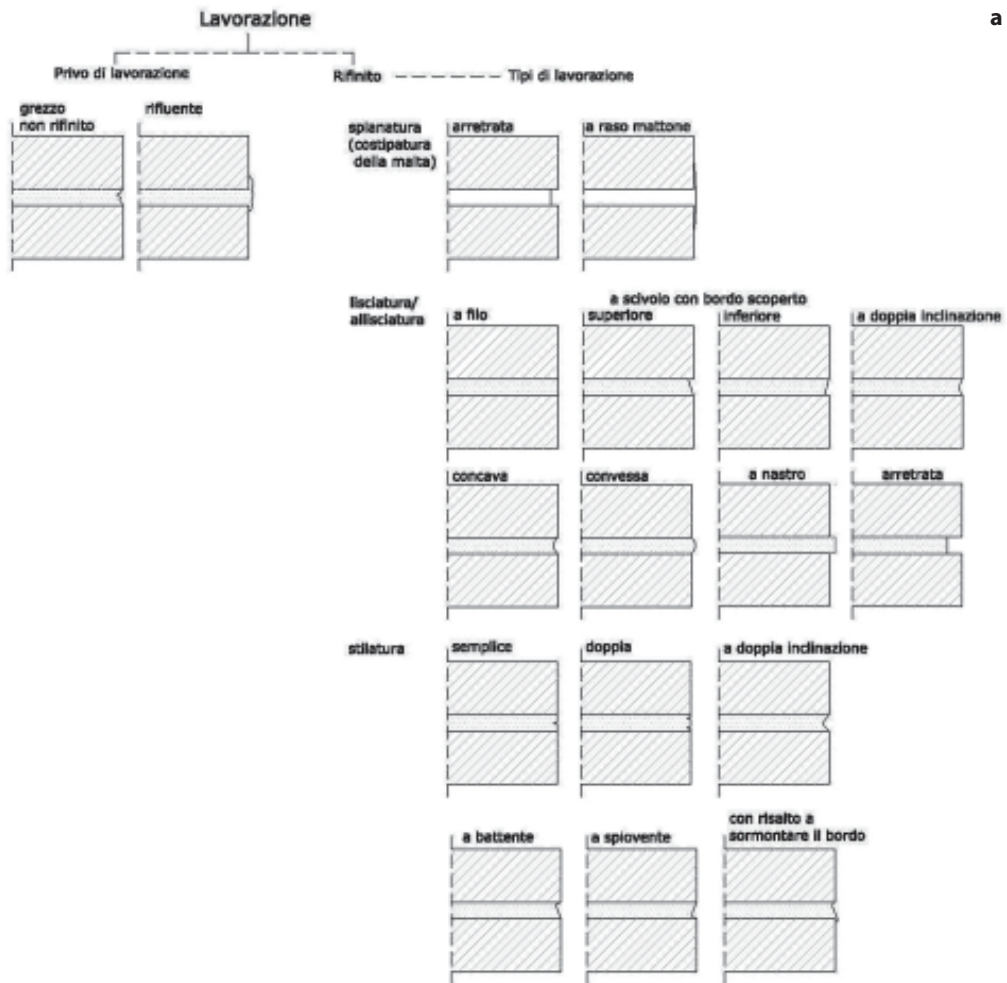 a
Lavorazione
Privo di lavorazione
Rifinito
Tipi di lavorazione
grezzo
non rifinito
rifluente
spianatura
(costipatura
della malta)
arretrata
a raso mattone
lisciatura/
allisciatura
a filo
a scivolo con bordo scoperto
superiore
inferiore
a doppia inclinazione
concava
convessa
a nastro
arretrata
stilatura
semplice
doppia
a doppia inclinazione
a battente
a spiovente
con risalto a
sormontare il bordo